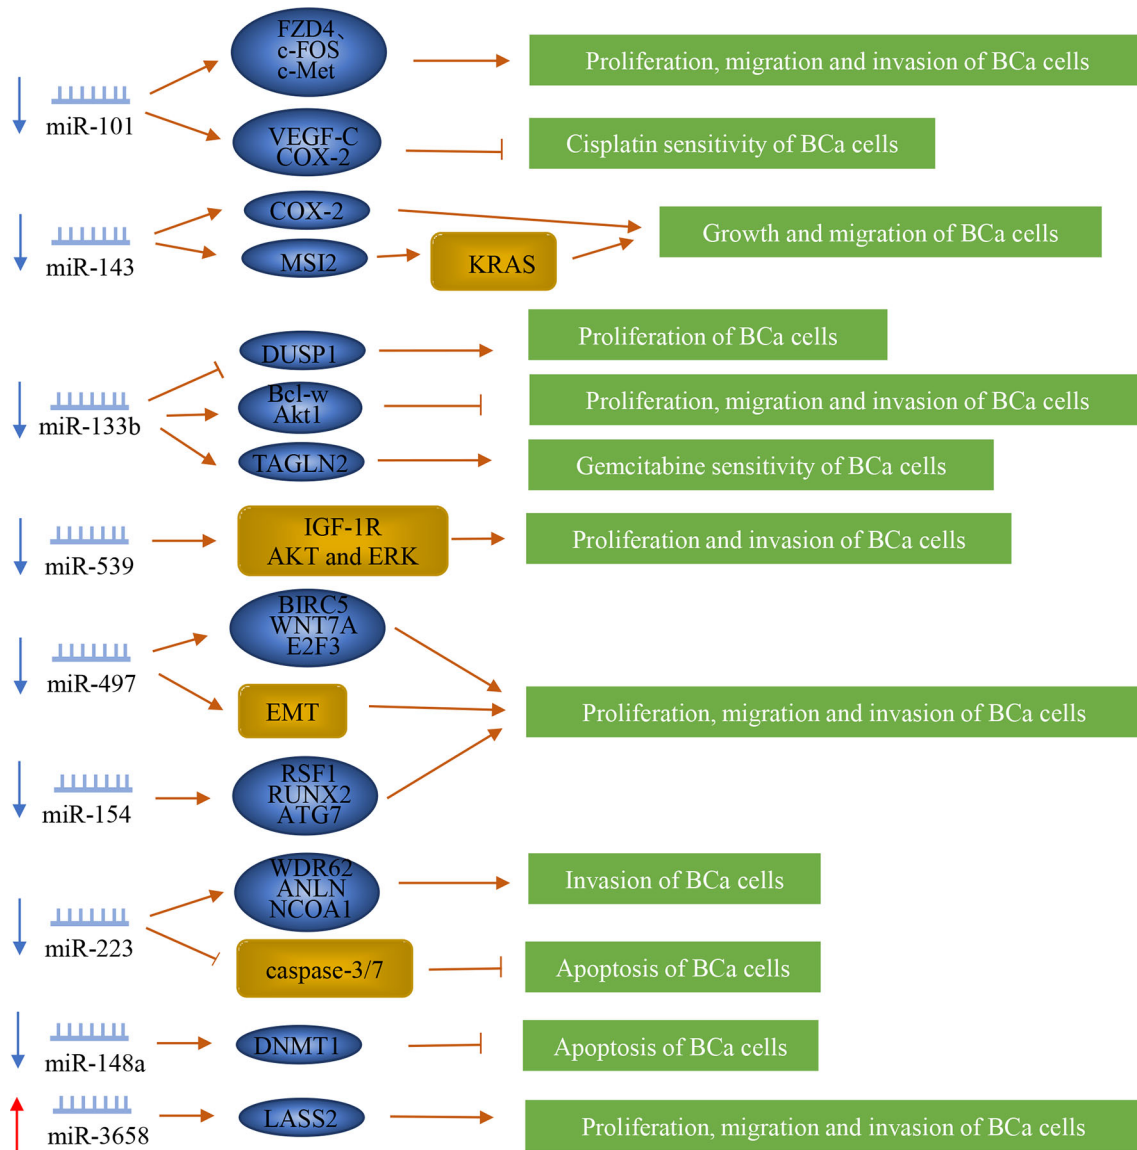 FZD4、
c-FOS
c-Met
Proliferation, migration and invasion of BCa cells
miR-101
VEGF-C
COX-2
Cisplatin sensitivity of BCa cells
COX-2
Growth and migration of BCa cells
miR-143
MSI2
KRAS
DUSP1
Proliferation of BCa cells
miR-133b
Bcl-w
Akt1
Proliferation, migration and invasion of BCa cells
TAGLN2
Gemcitabine sensitivity of BCa cells
miR-539
IGF-1R
AKT and ERK
Proliferation and invasion of BCa cells
BIRC5
WNT7A
E2F3
miR-497
EMT
Proliferation, migration and invasion of BCa cells
miR-154
RSF1
RUNX2
ATG7
WDR62
ANLN
NCOA1
Invasion of BCa cells
miR-223
caspase-3/7
Apoptosis of BCa cells
miR-148a
DNMT1
Apoptosis of BCa cells
miR-3658
LASS2
Proliferation, migration and invasion of BCa cells